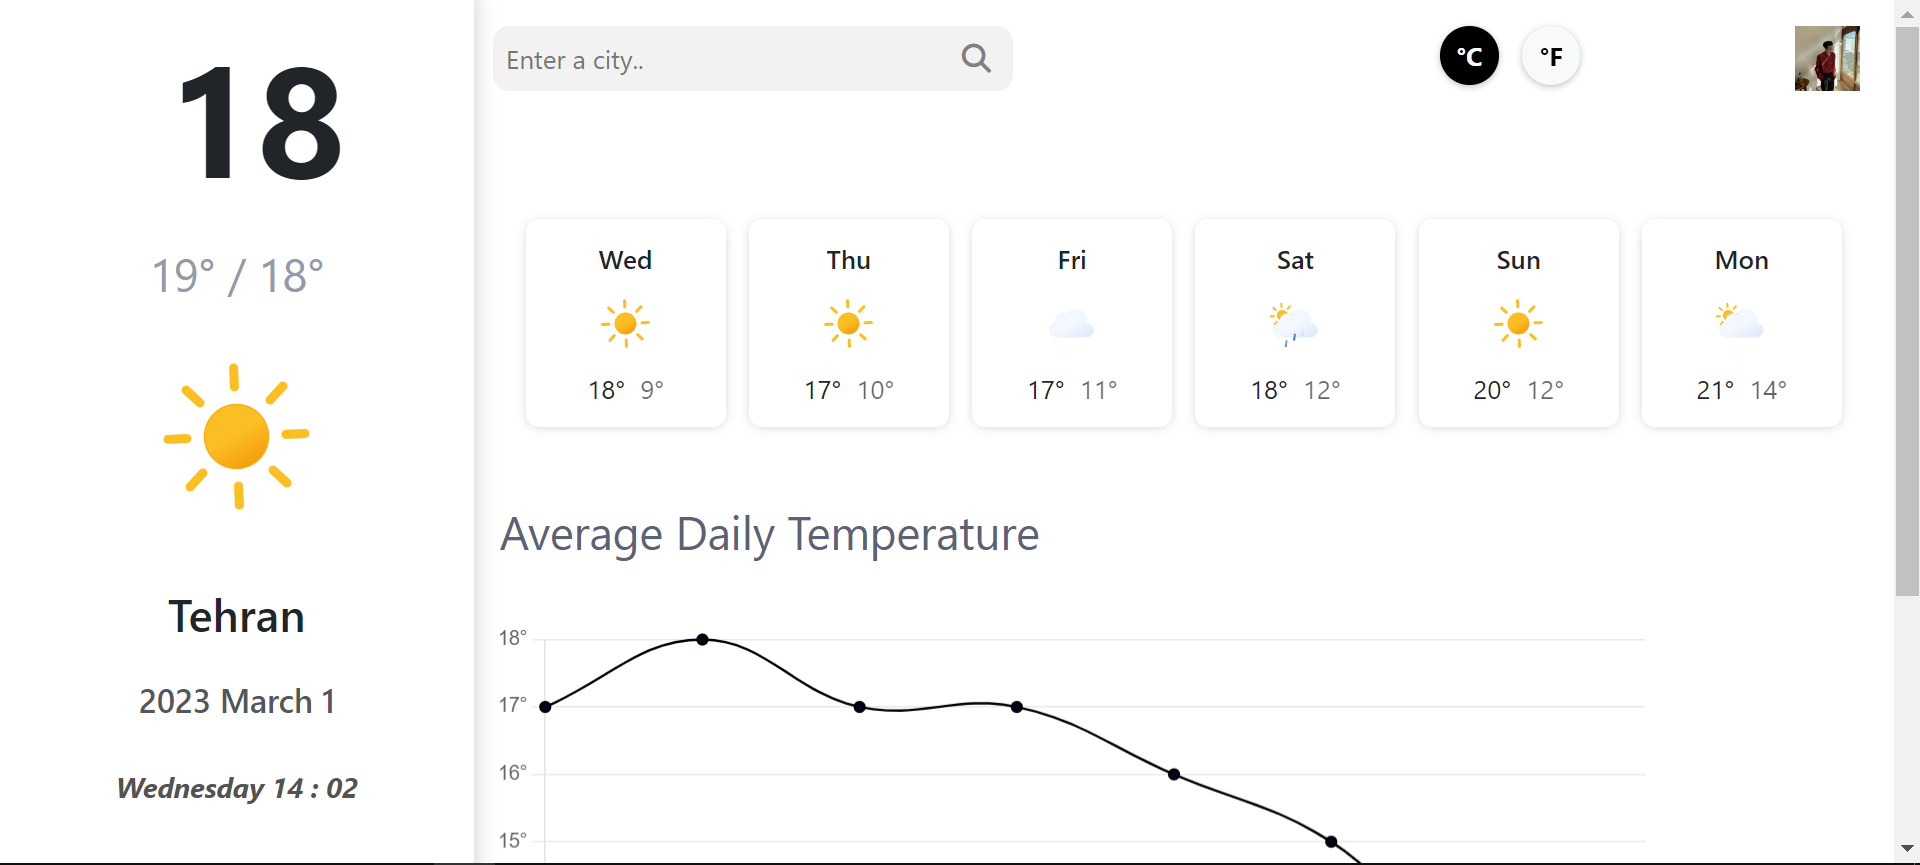 18
19° / 18°
Tehran
2023 March 1
Wednesday 14 : 02
Enter a city..
°C
°F
Wed
18° 9°
Thu
17° 10°
Fri
17° 11°
Sat
18° 12°
Sun
20° 12°
Mon
21° 14°
Average Daily Temperature
18°
17°
16°
15°